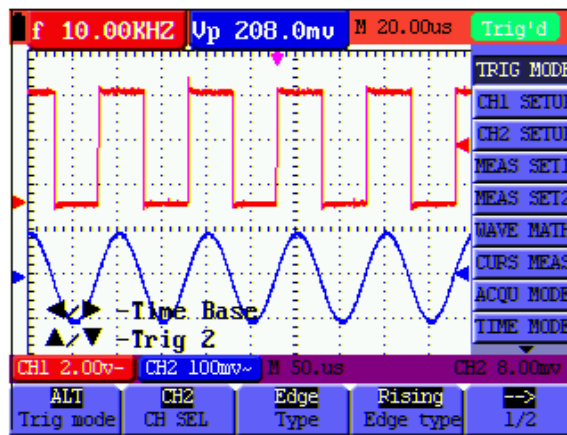 f 10.00KHZ Vp 208.0mv M 20.00us Trig'd
TRIG MODE
CH1 SETU
CH2 SETU
MEAS SET1
MEAS SET2
WAVE MATH
CURS MEAS
ACQU MODE
TIME MODE
◀/▶ -Time Base
▲/▼ -Trig 2
CH1 2.00v- CH2 100mv~ M 50.us CH2 8.00mv
ALT CH2 Edge Rising -->
Trig mode CH SEL Type Edge type 1/2